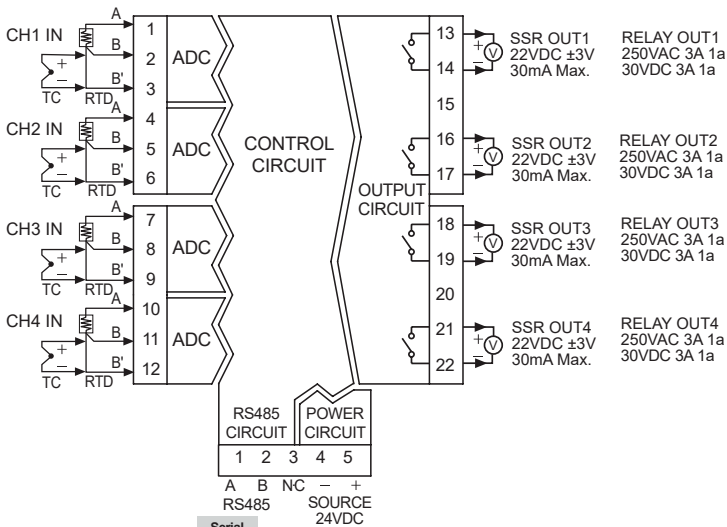 CH1 IN
A
B
B'
TC
RTD
1
2
3
ADC
CH2 IN
A
B
B'
TC
RTD
4
5
6
ADC
CH3 IN
A
B
B'
TC
RTD
7
8
9
ADC
CH4 IN
A
B
B'
TC
RTD
10
11
12
ADC
CONTROL
CIRCUIT
OUTPUT
CIRCUIT
13
14
15
16
17
18
19
20
21
22
+
−
V
SSR OUT1
22VDC ±3V
30mA Max.
RELAY OUT1
250VAC 3A 1a
30VDC 3A 1a
+
−
V
SSR OUT2
22VDC ±3V
30mA Max.
RELAY OUT2
250VAC 3A 1a
30VDC 3A 1a
+
−
V
SSR OUT3
22VDC ±3V
30mA Max.
RELAY OUT3
250VAC 3A 1a
30VDC 3A 1a
+
−
V
SSR OUT4
22VDC ±3V
30mA Max.
RELAY OUT4
250VAC 3A 1a
30VDC 3A 1a
RS485
CIRCUIT
POWER
CIRCUIT
1 2 3 4 5
A B N·C − +
RS485
SOURCE
24VDC
Serial